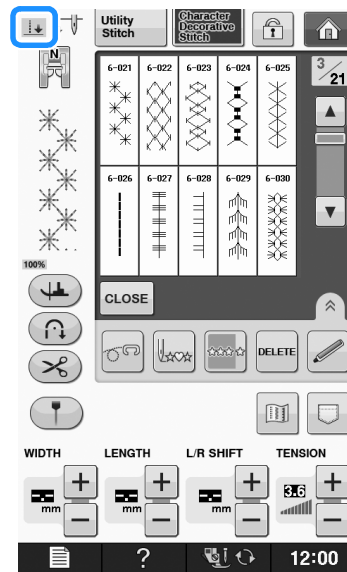 Utility
Stitch
Character
Decorative
Stitch
N
6-021 6-022 6-023 6-024 6-025
3/21
6-026 6-027 6-028 6-029 6-030
100%
CLOSE
DELETE
WIDTH LENGTH L/R SHIFT TENSION
3.6
mm mm mm
? 12:00